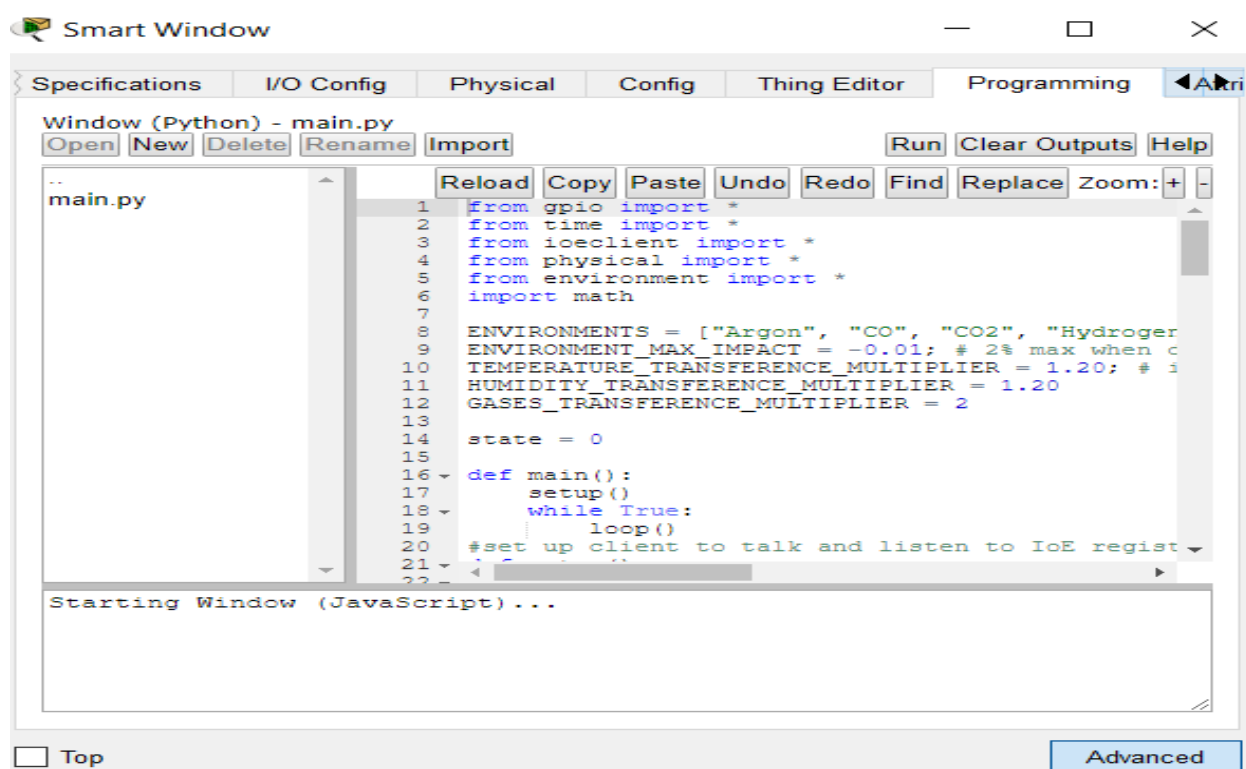 Smart Window
Specifications I/O Config Physical Config Thing Editor Programming
Window (Python) - main.py
Open New Delete Rename Import Run Clear Outputs Help
..
main.py
Reload Copy Paste Undo Redo Find Replace Zoom: + -
1 from gpio import *
2 from time import *
3 from ioeclient import *
4 from physical import *
5 from environment import *
6 import math
7
8 ENVIRONMENTS = ["Argon", "CO", "CO2",
9 ENVIRONMENT_MAX_IMPACT = -0.01; # 2% max when
10 TEMPERATURE_TRANSFERENCE_MULTIPLIER = 1.20; #
11 HUMIDITY_TRANSFERENCE_MULTIPLIER = 1.20
12 GASES_TRANSFERENCE_MULTIPLIER = 2
13
14 state = 0
15
16 def main():
17 setup()
18 while True:
19 loop()
20 #set up client to talk and listen to IoE regist
21
22
Starting Window (JavaScript)...
Top
Advanced